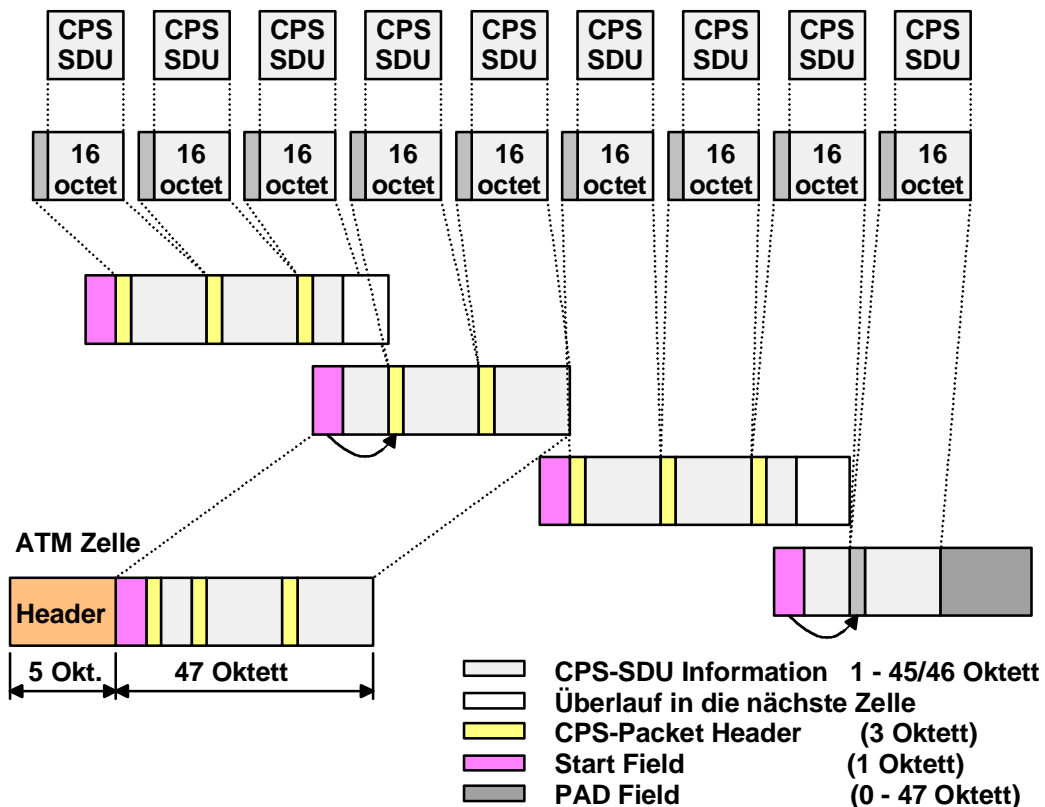 CPS CPS CPS CPS CPS CPS CPS CPS CPS
SDU SDU SDU SDU SDU SDU SDU SDU SDU
16 16 16 16 16 16 16 16 16
octet octet octet octet octet octet octet octet octet
ATM Zelle
Header
5 Okt. 47 Oktett
CPS-SDU Information 1 - 45/46 Oktett
Überlauf in die nächste Zelle
CPS-Packet Header (3 Oktett)
Start Field (1 Oktett)
PAD Field (0 - 47 Oktett)